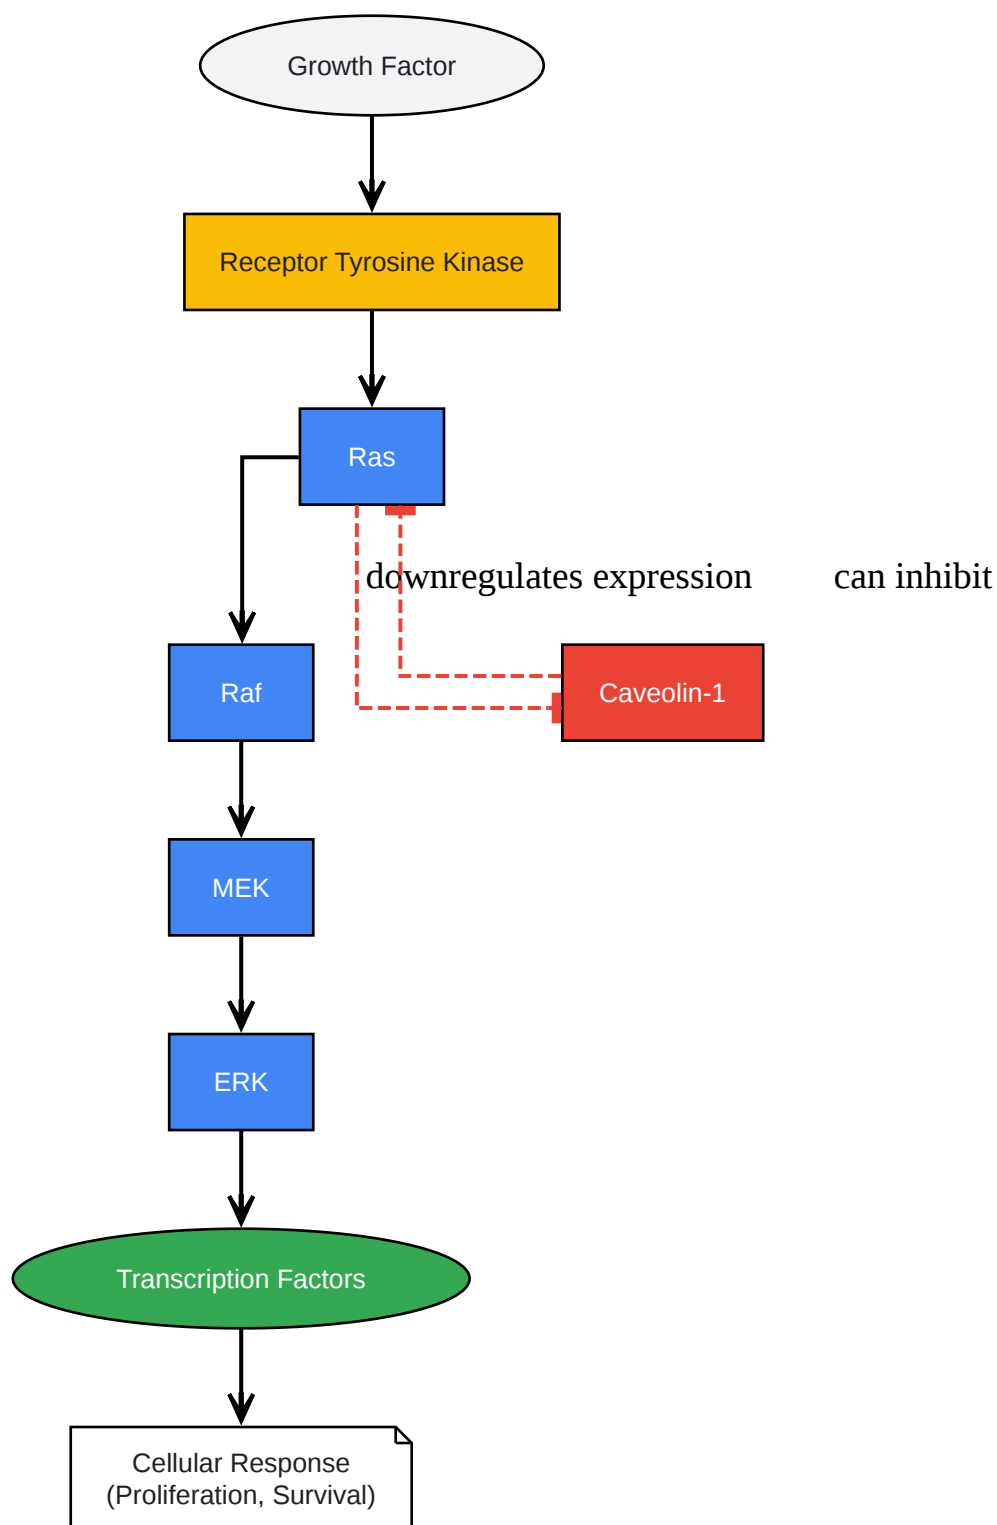 Growth Factor
Receptor Tyrosine Kinase
Ras
downregulates expression
can inhibit
Raf
Caveolin-1
MEK
ERK
Transcription Factors
Cellular Response
(Proliferation, Survival)